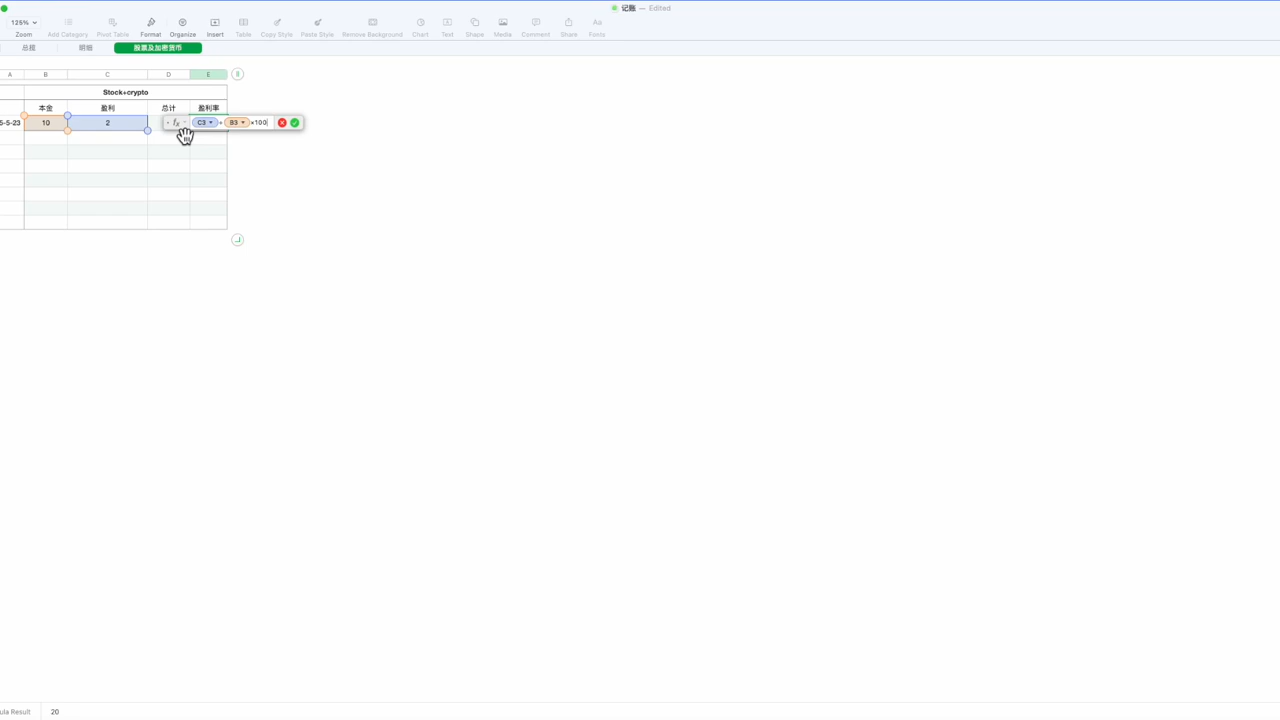 记账 — Edited
125%
Zoom Add Category Pivot Table Format Organize Insert Table Copy Style Paste Style Remove Background Chart Text Shape Media Comment Share Fonts
总揽 明细 股票及加密货币
A B C D E
Stock+crypto
本金 盈利 总计 盈利率
5-5-23 10 2 fx C3 ÷ B3 ×100
ula Result 20